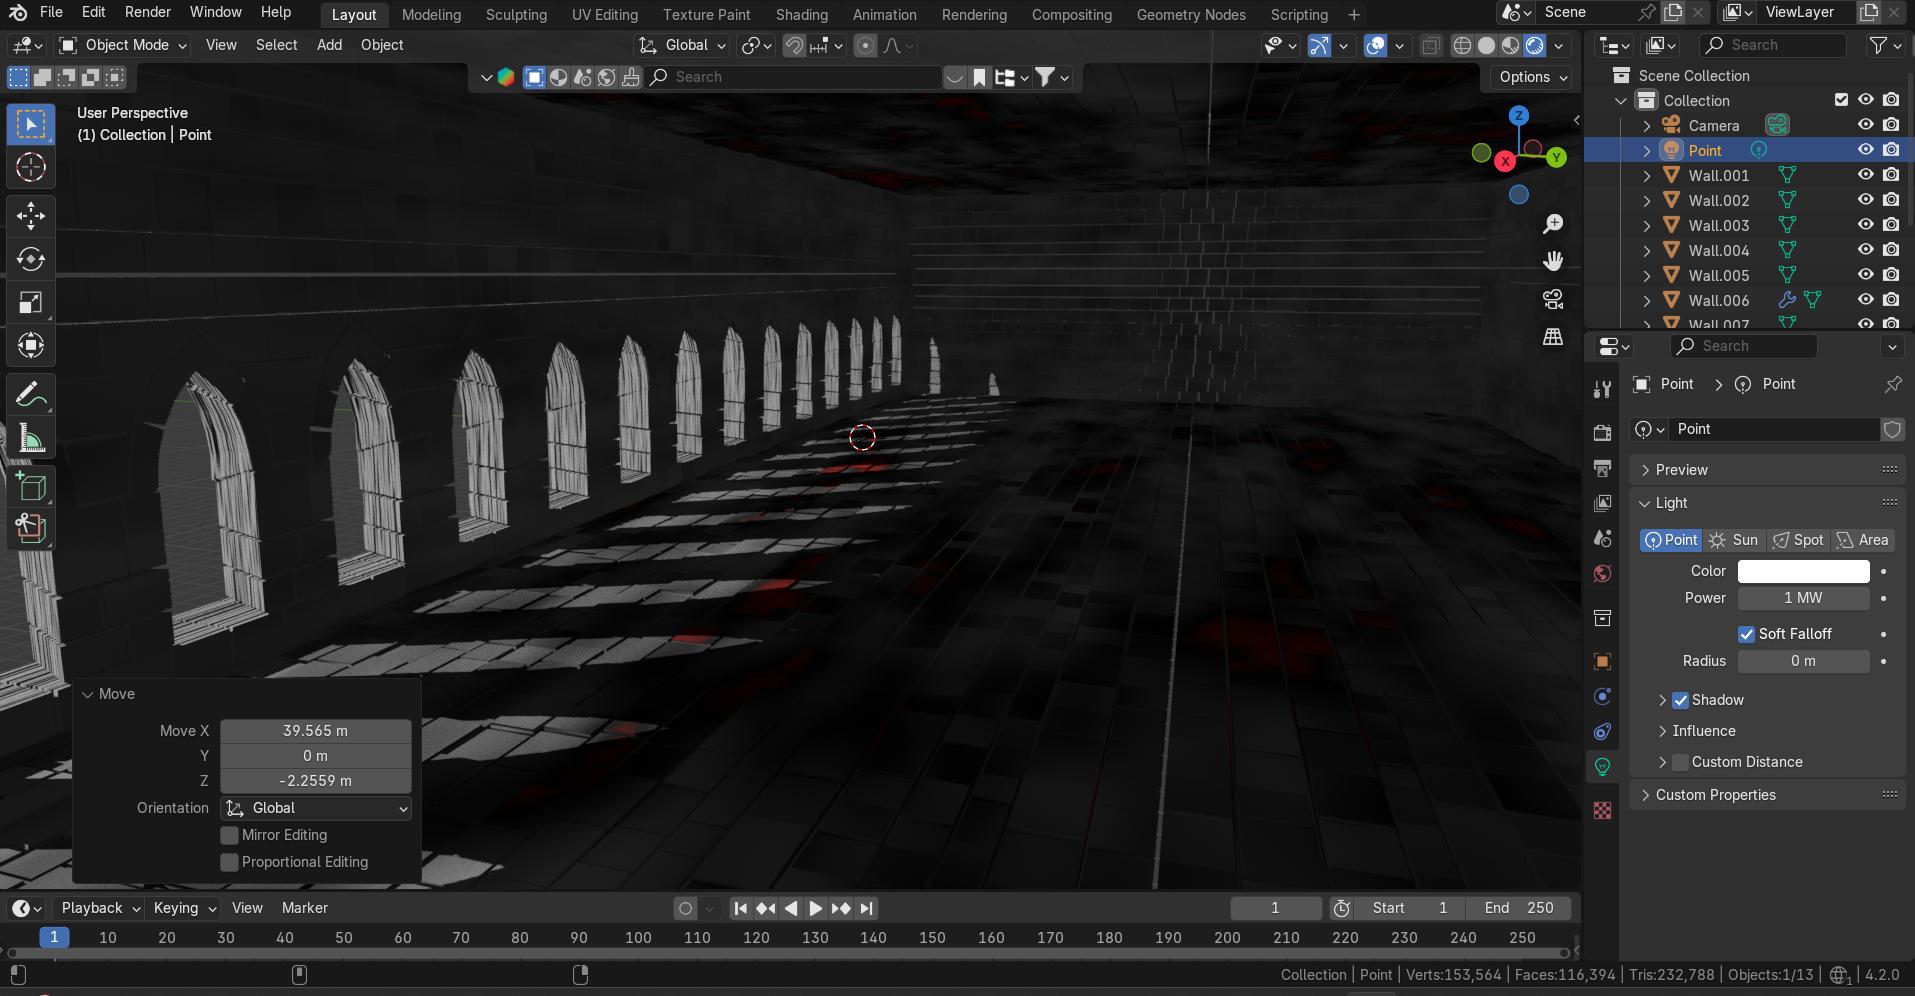 File Edit Render Window Help Layout Modeling Sculpting UV Editing Texture Paint Shading Animation Rendering Compositing Geometry Nodes Scripting + Scene ViewLayer
Object Mode View Select Add Object Global Search
Search Options
User Perspective
(1) Collection | Point
Z
X
Y
Scene Collection
Collection
Camera
Point
Wall.001
Wall.002
Wall.003
Wall.004
Wall.005
Wall.006
Wall.007
Search
Point > Point
Point
Preview
Light
Point Sun Spot Area
Color
Power 1 MW
Soft Falloff
Radius 0 m
Shadow
Influence
Custom Distance
Custom Properties
Move
Move X 39.565 m
Y 0 m
Z -2.2559 m
Orientation Global
Mirror Editing
Proportional Editing
Playback Keying View Marker 1 Start 1 End 250
1 10 20 30 40 50 60 70 80 90 100 110 120 130 140 150 160 170 180 190 200 210 220 230 240 250
Collection | Point | Verts:153,564 | Faces:116,394 | Tris:232,788 | Objects:1/13 | 1 | 4.2.0